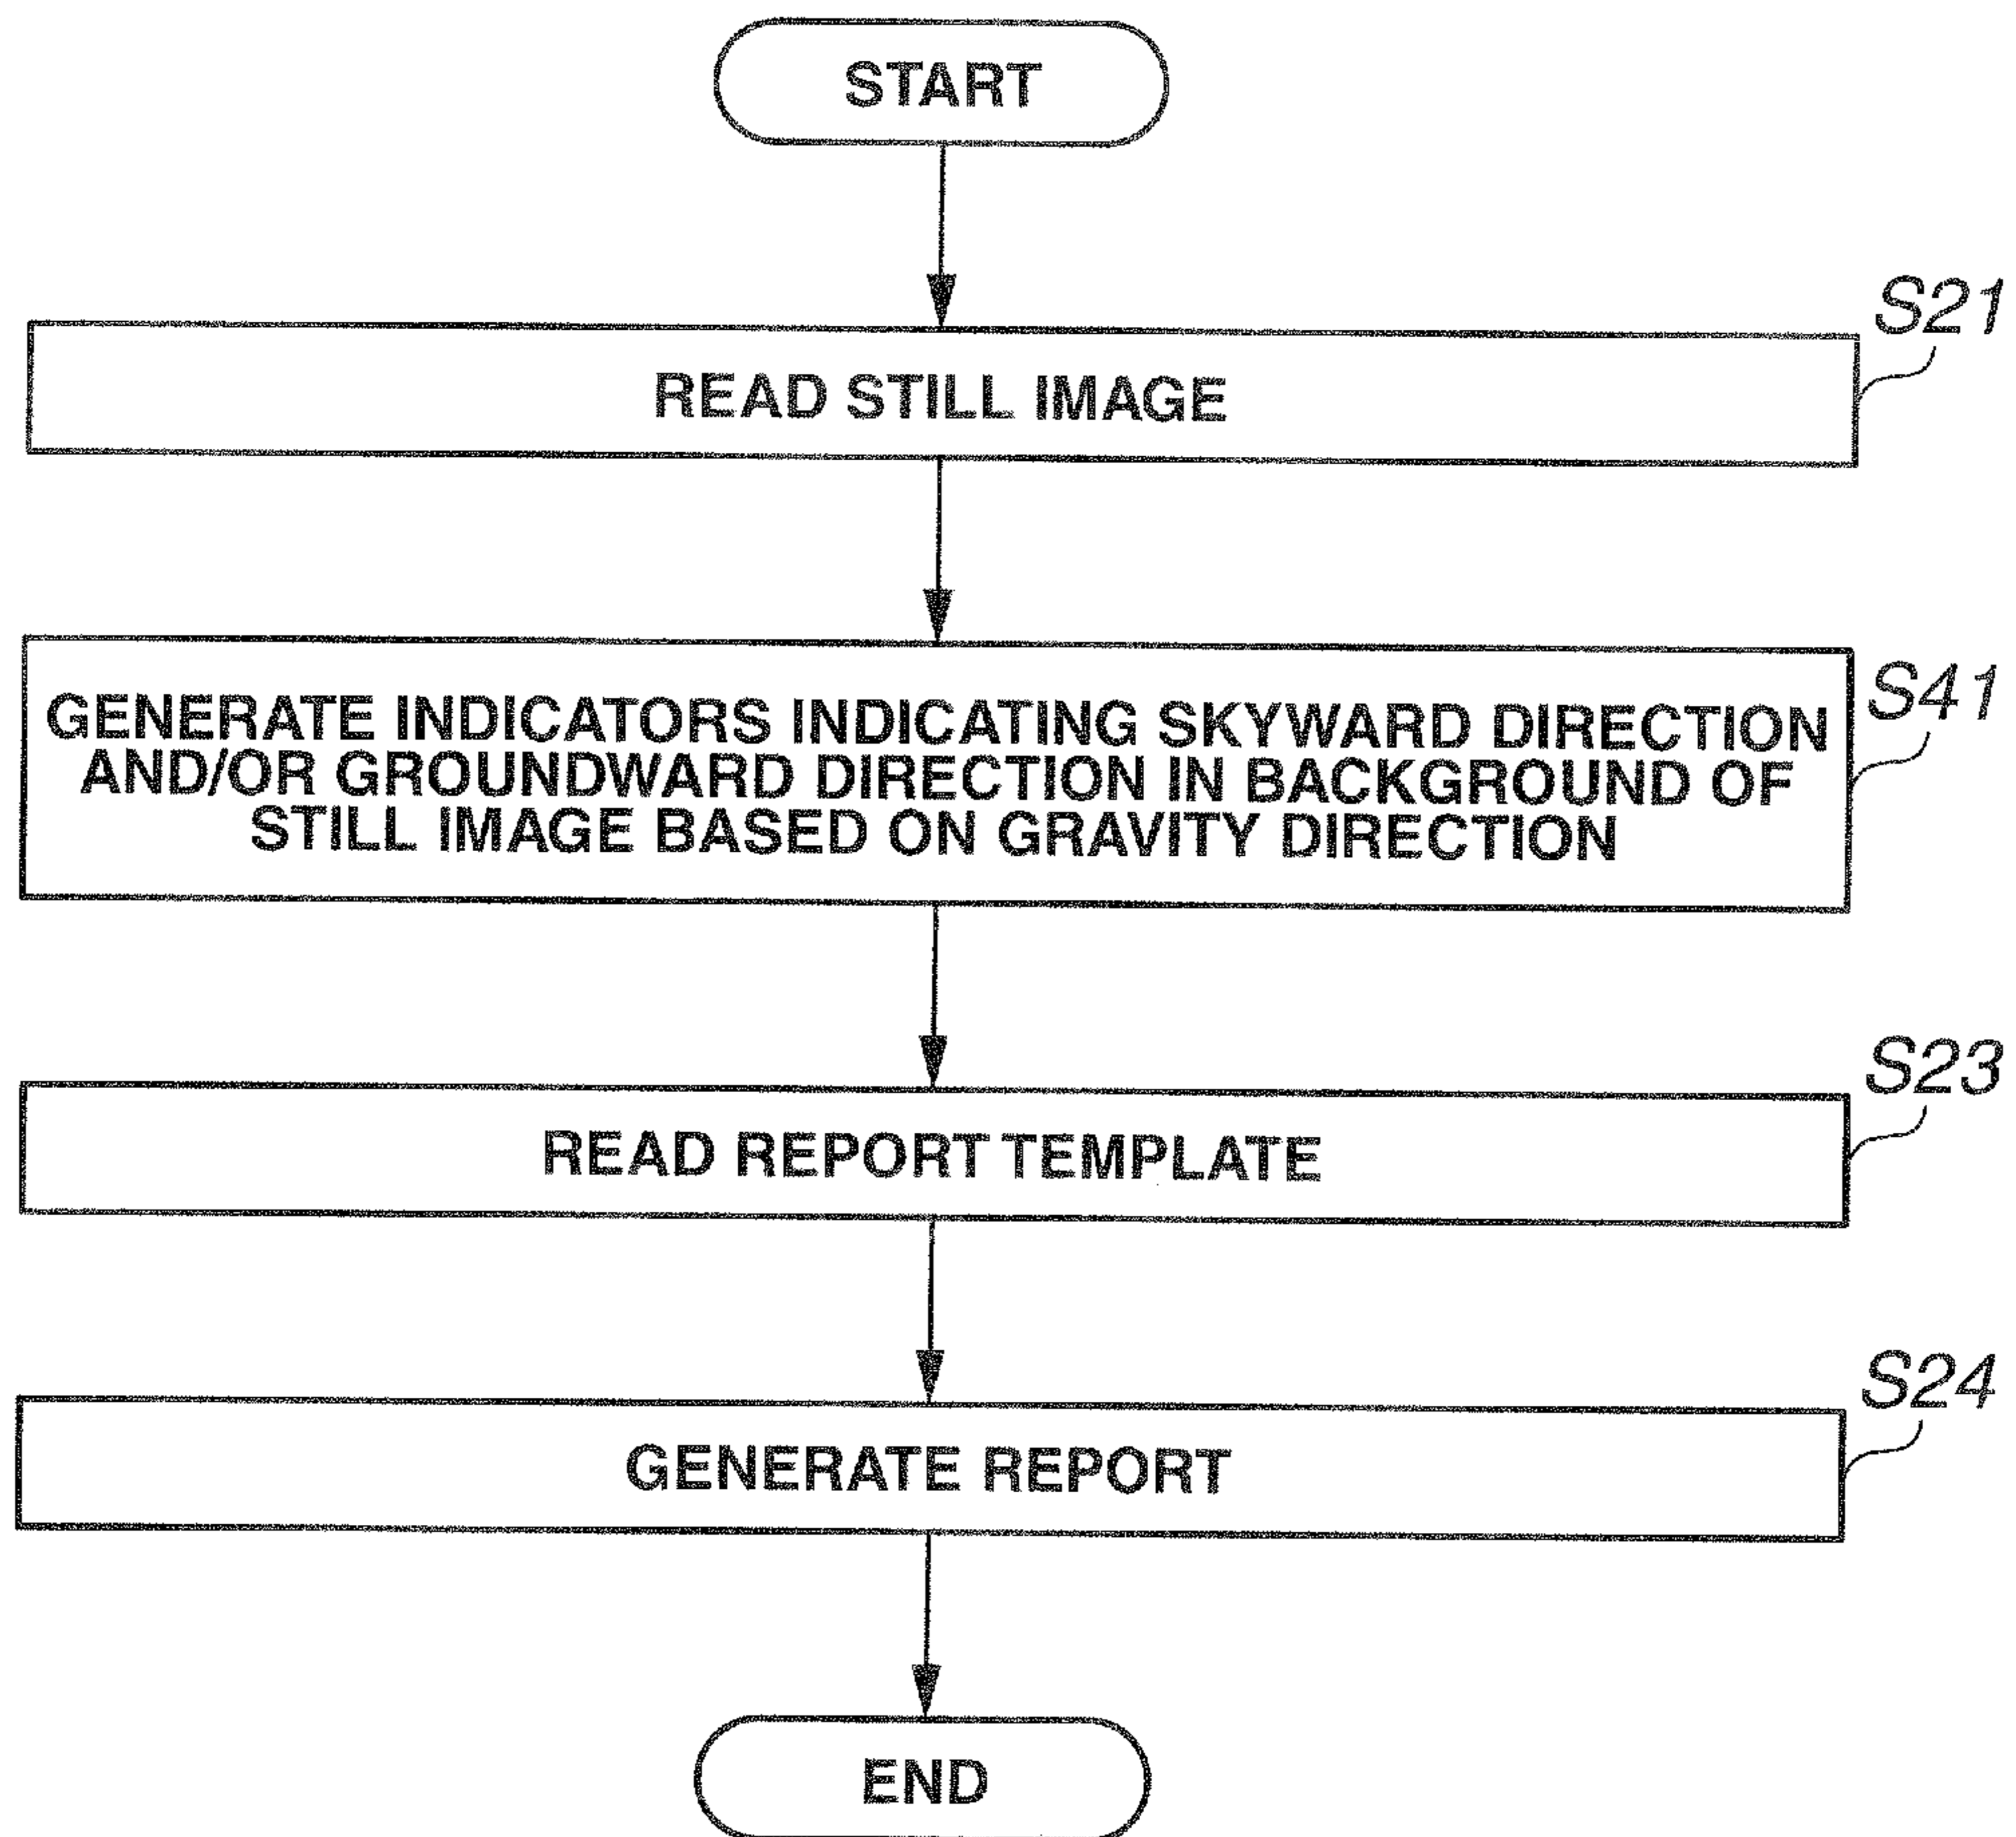 START
S21
READ STILL IMAGE
S41
GENERATE INDICATORS INDICATING SKYWARD DIRECTION
AND/OR GROUNDWARD DIRECTION IN BACKGROUND OF
STILL IMAGE BASED ON GRAVITY DIRECTION
S23
READ REPORT TEMPLATE
S24
GENERATE REPORT
END